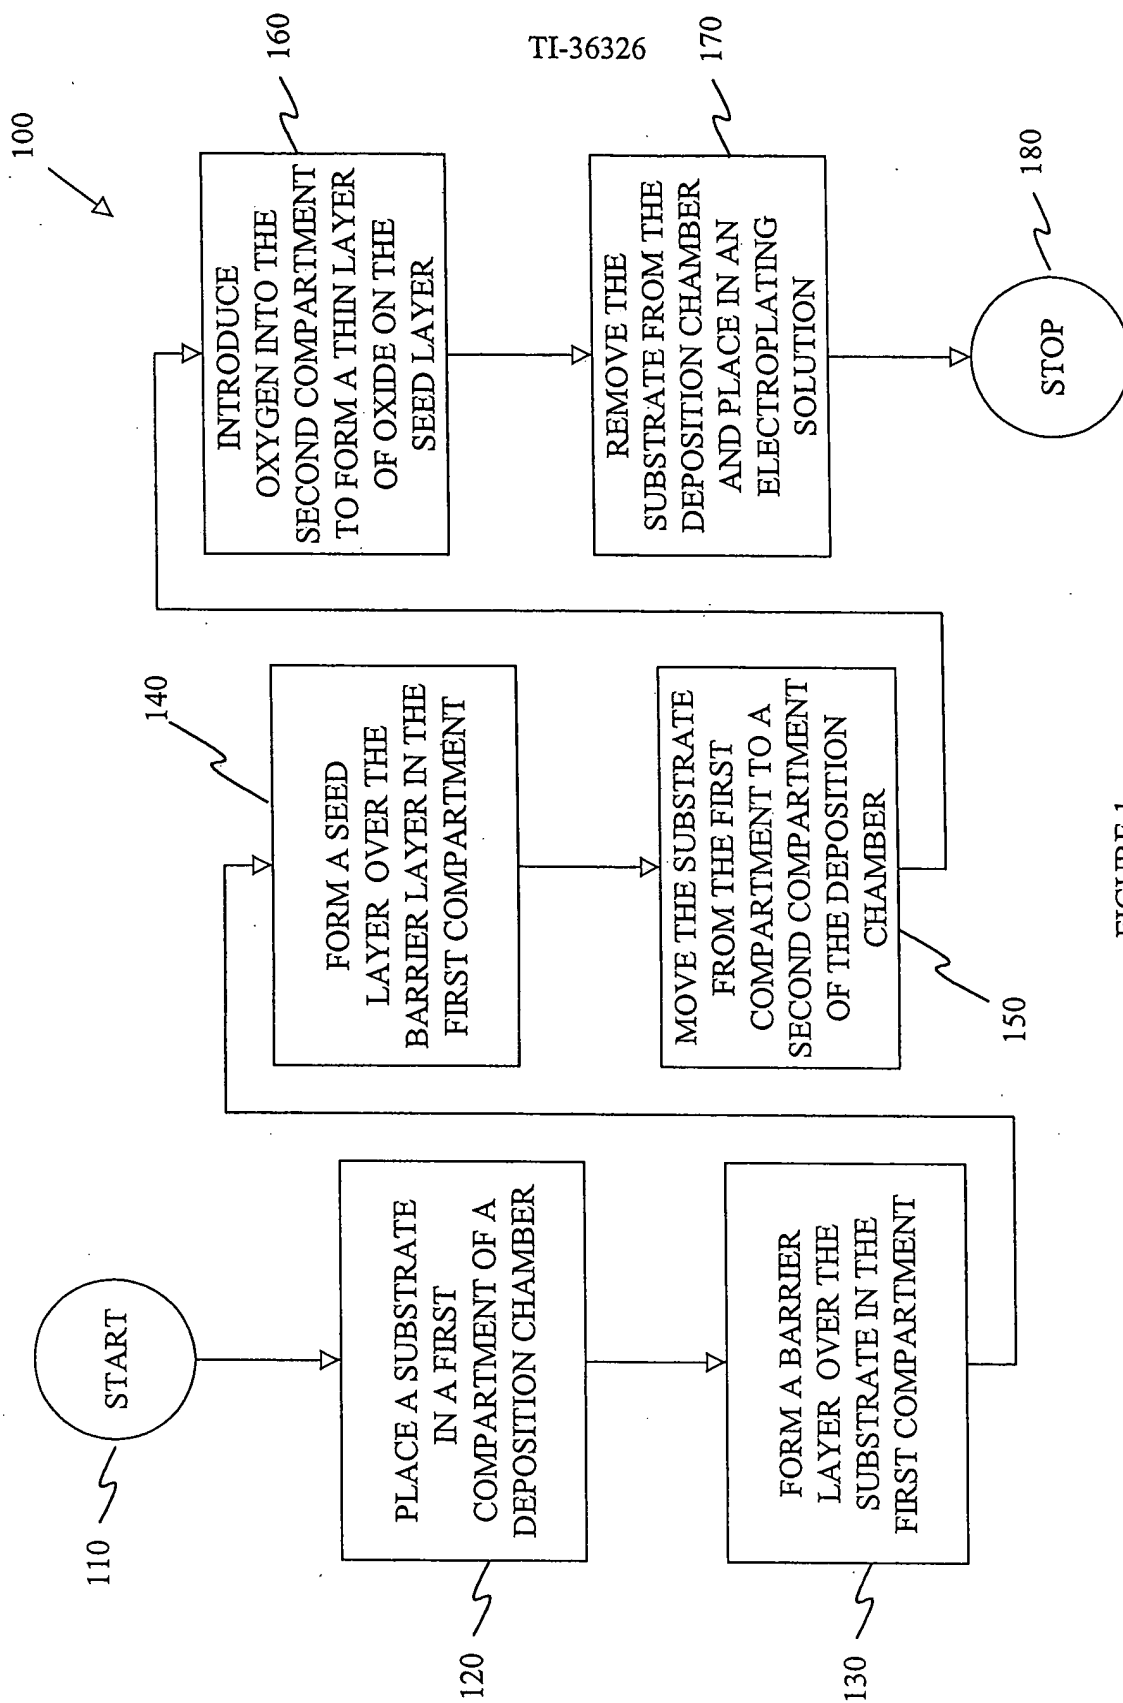 TI-36326
100
110
START
120
PLACE A SUBSTRATE
IN A FIRST
COMPARTMENT OF A
DEPOSITION CHAMBER
130
FORM A BARRIER
LAYER OVER THE
SUBSTRATE IN THE
FIRST COMPARTMENT
140
FORM A SEED
LAYER OVER THE
BARRIER LAYER IN THE
FIRST COMPARTMENT
MOVE THE SUBSTRATE
FROM THE FIRST
COMPARTMENT TO A
SECOND COMPARTMENT
OF THE DEPOSITION
CHAMBER
150
160
INTRODUCE
OXYGEN INTO THE
SECOND COMPARTMENT
TO FORM A THIN LAYER
OF OXIDE ON THE
SEED LAYER
170
REMOVE THE
SUBSTRATE FROM THE
DEPOSITION CHAMBER
AND PLACE IN AN
ELECTROPLATING
SOLUTION
180
STOP
FIGURE 1